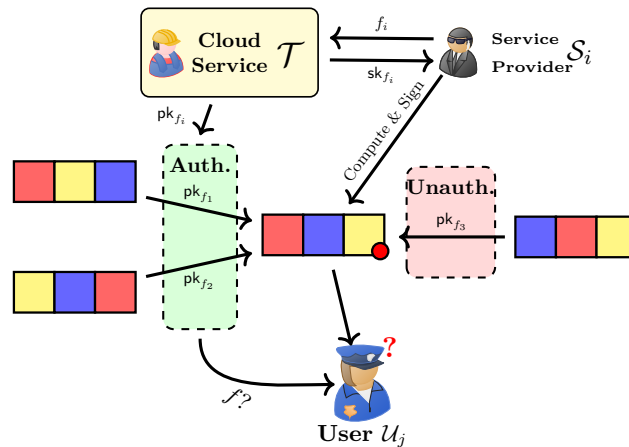 Cloud
Service 𝒯
f_i
sk_{f_i}
Service
Provider 𝒮_i
pk_{f_i}
Compute & Sign
Auth.
Unauth.
pk_{f_1}
pk_{f_3}
pk_{f_2}
?
f?
User 𝒰_j